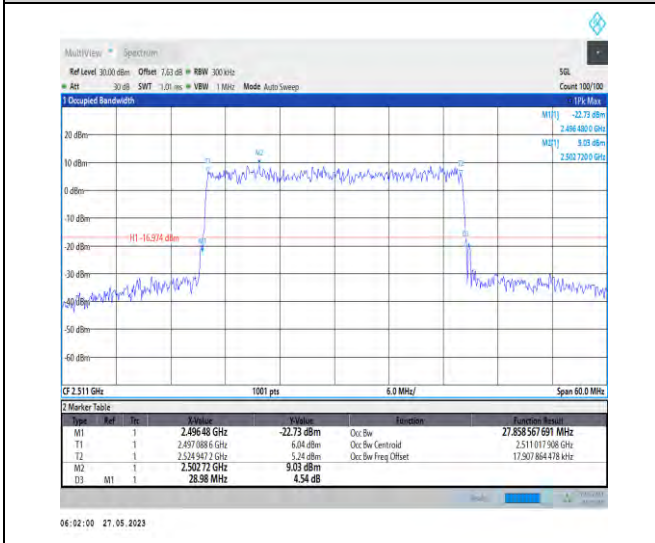 MultiView Spectrum
Ref Level 30.00 dBm Offset 7.63 dB RBW 300 kHz SGL
Att 30 dB SWT 1.01 ms VBW 1 MHz Mode Auto Sweep Count 100/100
1 Occupied Bandwidth 1Pk Max
M1[1] -22.73 dBm
2.496 480 0 GHz
20 dBm M2[1] 9.03 dBm
2.502 720 0 GHz
M2
10 dBm
0 dBm
-10 dBm
H1 -16.974 dBm
-20 dBm
-30 dBm
-40 dBm
-50 dBm
-60 dBm
CF 2.511 GHz 1001 pts 6.0 MHz/ Span 60.0 MHz
2 Marker Table
Type Ref Trc X-Value Y-Value Function Function Result
M1 1 2.496 48 GHz -22.73 dBm Occ Bw 27.858 567 691 MHz
T1 1 2.497 088 6 GHz 6.04 dBm Occ Bw Centroid 2.511 017 908 GHz
T2 1 2.524 947 2 GHz 5.24 dBm Occ Bw Freq Offset 17.907 864 478 kHz
M2 1 2.502 72 GHz 9.03 dBm
D3 M1 1 28.98 MHz 4.54 dB
06:02:00 27.05.2023